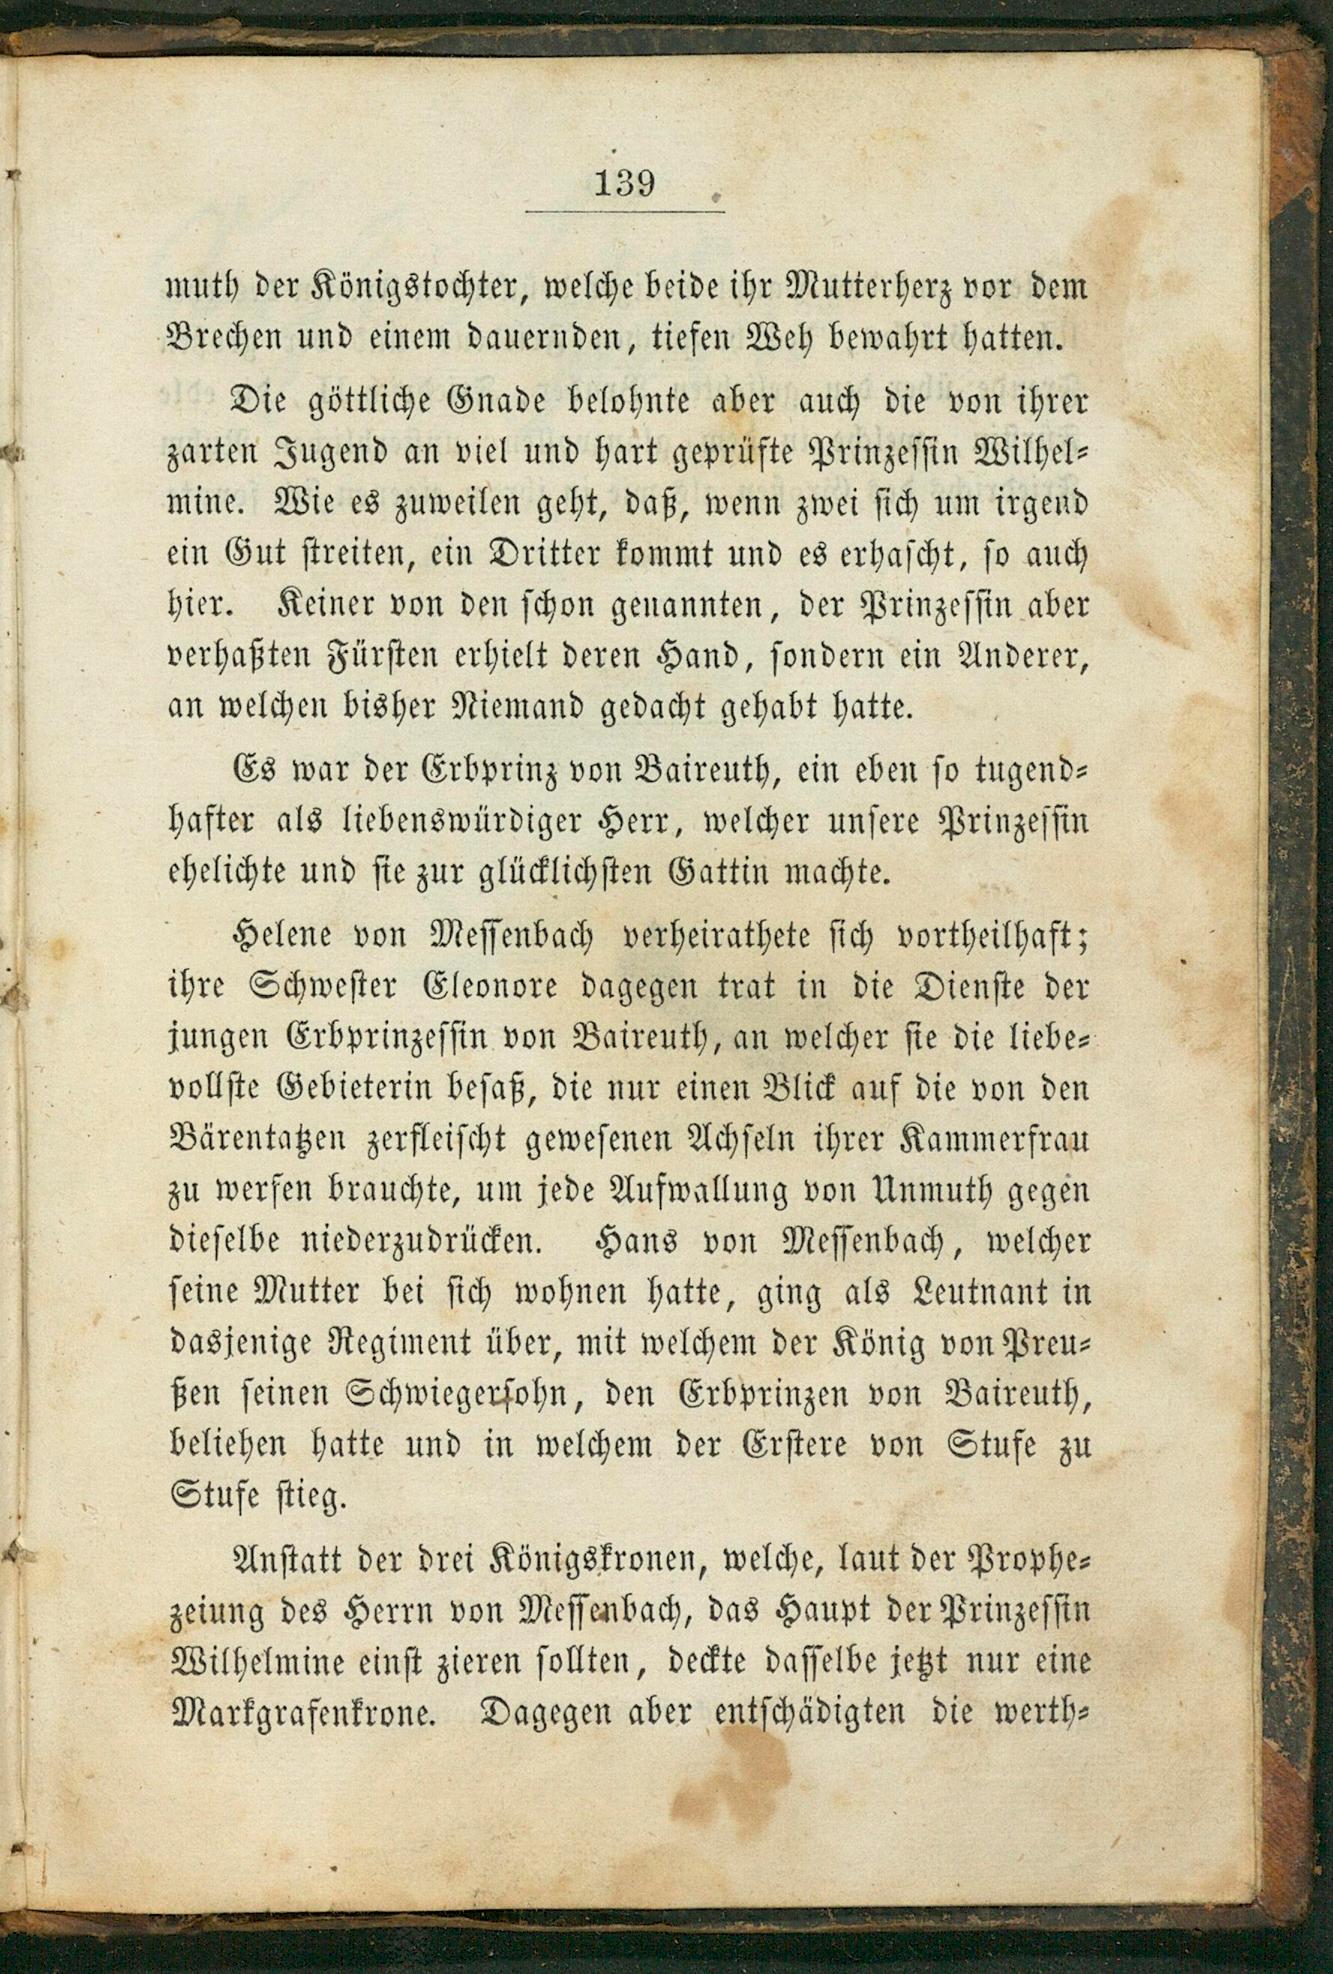 139
muth der Königstochter, welche beide ihr Mutterherz vor dem
Brechen und einem dauernden, tiefen Weh bewahrt hatten.
Die göttliche Gnade belohnte aber auch die von ihrer
zarten Jugend an viel und hart geprüfte Prinzessin Wilhel-
mine. Wie es zuweilen geht, daß, wenn zwei sich um irgend
ein Gut streiten, ein Dritter kommt und es erhascht, so auch
hier. Keiner von den schon genannten, der Prinzessin aber
verhaßten Fürsten erhielt deren Hand, sondern ein Anderer,
an welchen bisher Niemand gedacht gehabt hatte.
Es war der Erbprinz von Baireuth, ein eben so tugend-
hafter als liebenswürdiger Herr, welcher unsere Prinzessin
ehelichte und sie zur glücklichsten Gattin machte.
Helene von Messenbach verheirathete sich vortheilhaft;
ihre Schwester Eleonore dagegen trat in die Dienste der
jungen Erbprinzessin von Baireuth, an welcher sie die liebe-
vollste Gebieterin besaß, die nur einen Blick auf die von den
Bärentatzen zerfleischt gewesenen Achseln ihrer Kammerfrau
zu werfen brauchte, um jede Aufwallung von Unmuth gegen
dieselbe niederzudrücken. Hans von Messenbach, welcher
seine Mutter bei sich wohnen hatte, ging als Leutnant in
dasjenige Regiment über, mit welchem der König von Preu-
ßen seinen Schwiegersohn, den Erbprinzen von Baireuth,
beliehen hatte und in welchem der Erstere von Stufe zu
Stufe stieg.
Anstatt der drei Königskronen, welche, laut der Prophe-
zeiung des Herrn von Messenbach, das Haupt der Prinzessin
Wilhelmine einst zieren sollten, deckte dasselbe jetzt nur eine
Markgrafenkrone. Dagegen aber entschädigten die werth-